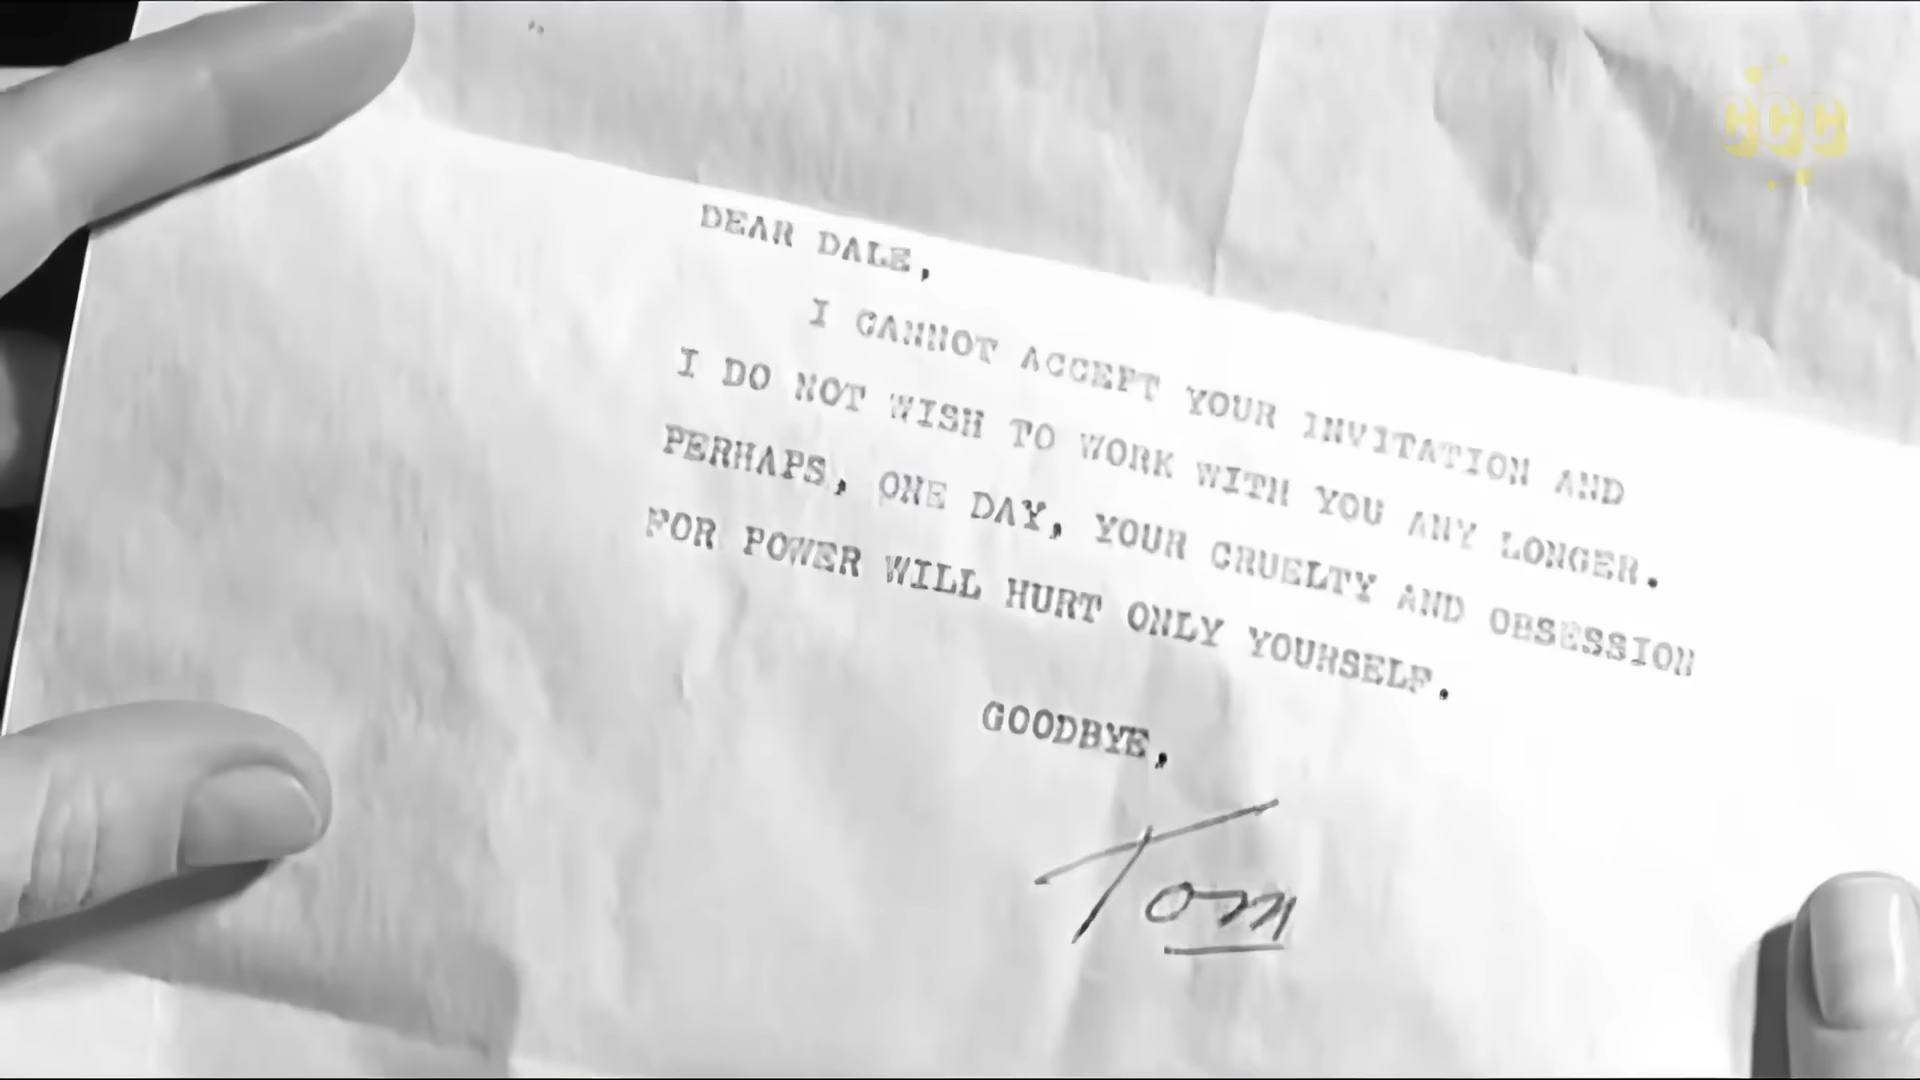 CCC
DEAR DALE,
I CANNOT ACCEPT YOUR INVITATION AND
I DO NOT WISH TO WORK WITH YOU ANY LONGER.
PERHAPS, ONE DAY, YOUR CRUELTY AND OBSESSION
FOR POWER WILL HURT ONLY YOURSELF.
GOODBYE,
Tom